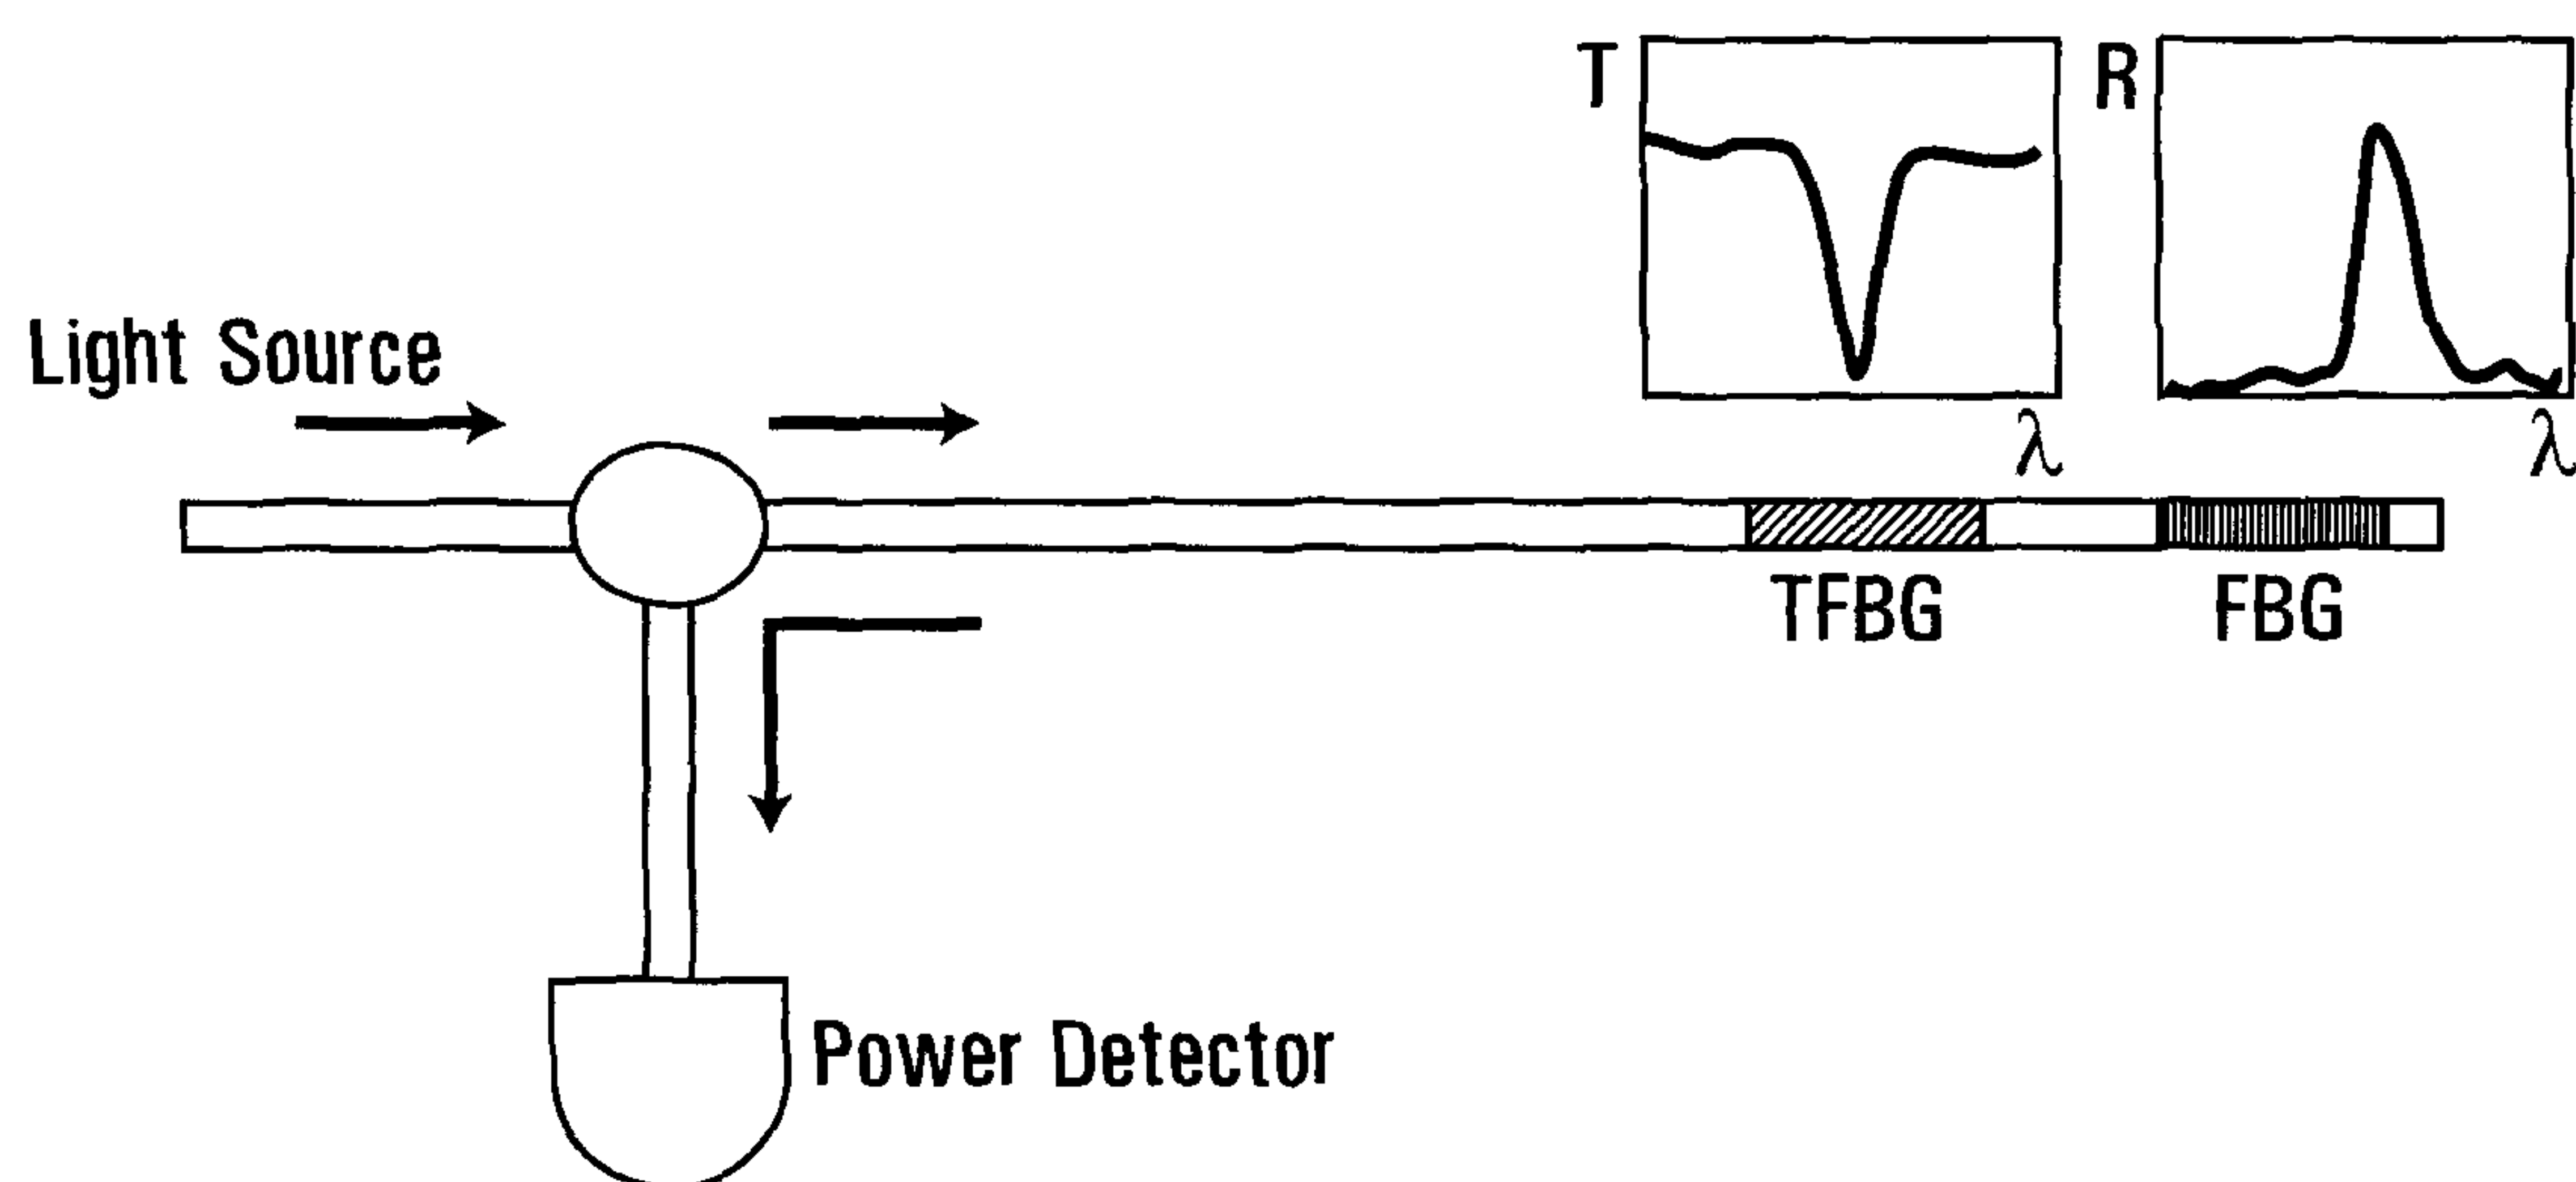 T
R
Light Source
λ
λ
TFBG
FBG
Power Detector